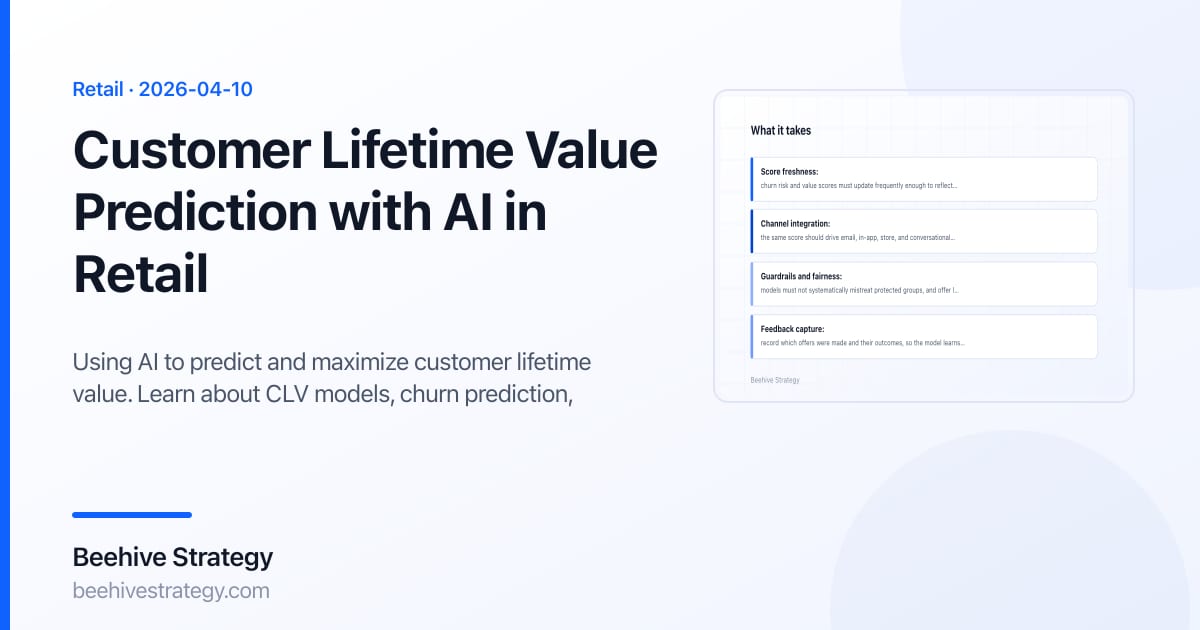 Retail · 2026-04-10
Customer Lifetime Value
Prediction with AI in
Retail
Using AI to predict and maximize customer lifetime
value. Learn about CLV models, churn prediction,
Beehive Strategy
beehivestrategy.com
What it takes
Score freshness:
churn risk and value scores must update frequently enough to reflect...
Channel integration:
the same score should drive email, in-app, store, and conversational...
Guardrails and fairness:
models must not systematically mistreat protected groups, and offer l...
Feedback capture:
record which offers were made and their outcomes, so the model learns...
Beehive Strategy